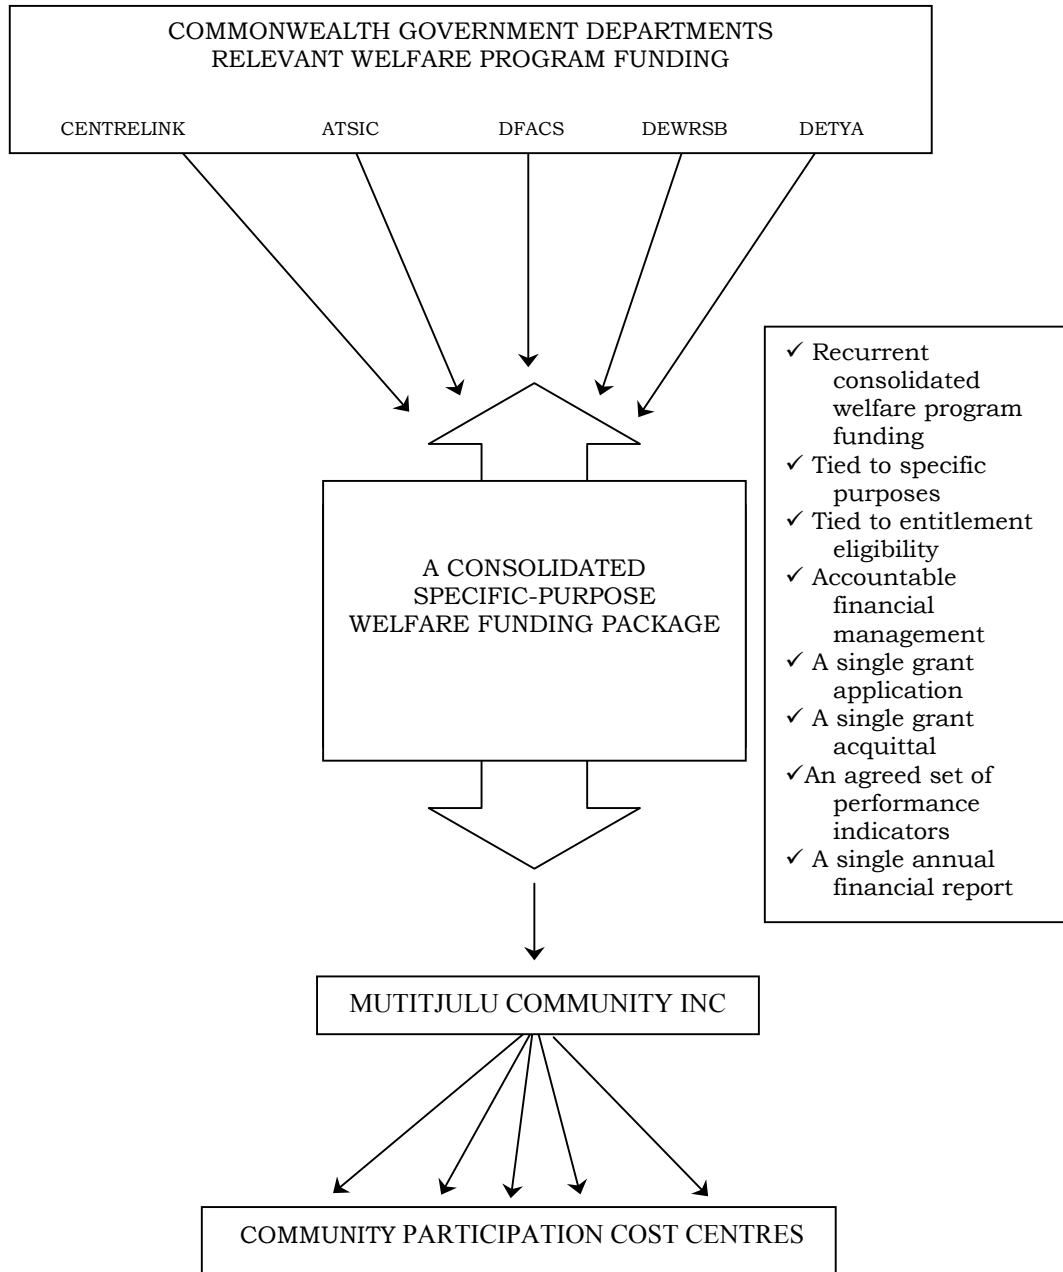 COMMONWEALTH GOVERNMENT DEPARTMENTS
RELEVANT WELFARE PROGRAM FUNDING
CENTRELINK ATSIC DFACS DEWRSB DETYA
✓ Recurrent
consolidated
welfare program
funding
✓ Tied to specific
purposes
✓ Tied to entitlement
eligibility
✓ Accountable
financial
management
✓ A single grant
application
✓ A single grant
acquittal
✓An agreed set of
performance
indicators
✓ A single annual
financial report
A CONSOLIDATED
SPECIFIC-PURPOSE
WELFARE FUNDING PACKAGE
MUTITJULU COMMUNITY INC
COMMUNITY PARTICIPATION COST CENTRES